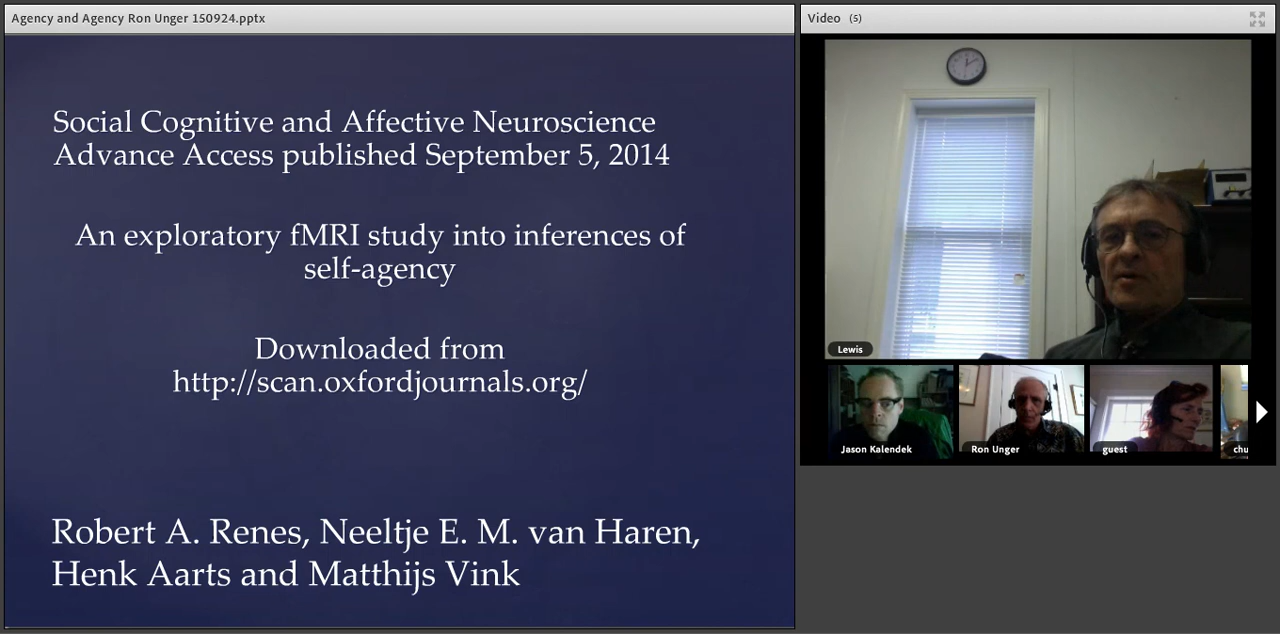 Agency and Agency Ron Unger 150924.pptx
Social Cognitive and Affective Neuroscience
Advance Access published September 5, 2014
An exploratory fMRI study into inferences of
self-agency
Downloaded from
http://scan.oxfordjournals.org/
Robert A. Renes, Neeltje E. M. van Haren,
Henk Aarts and Matthijs Vink
Video (5)
Lewis
Jason Kalendek
Ron Unger
guest
chu